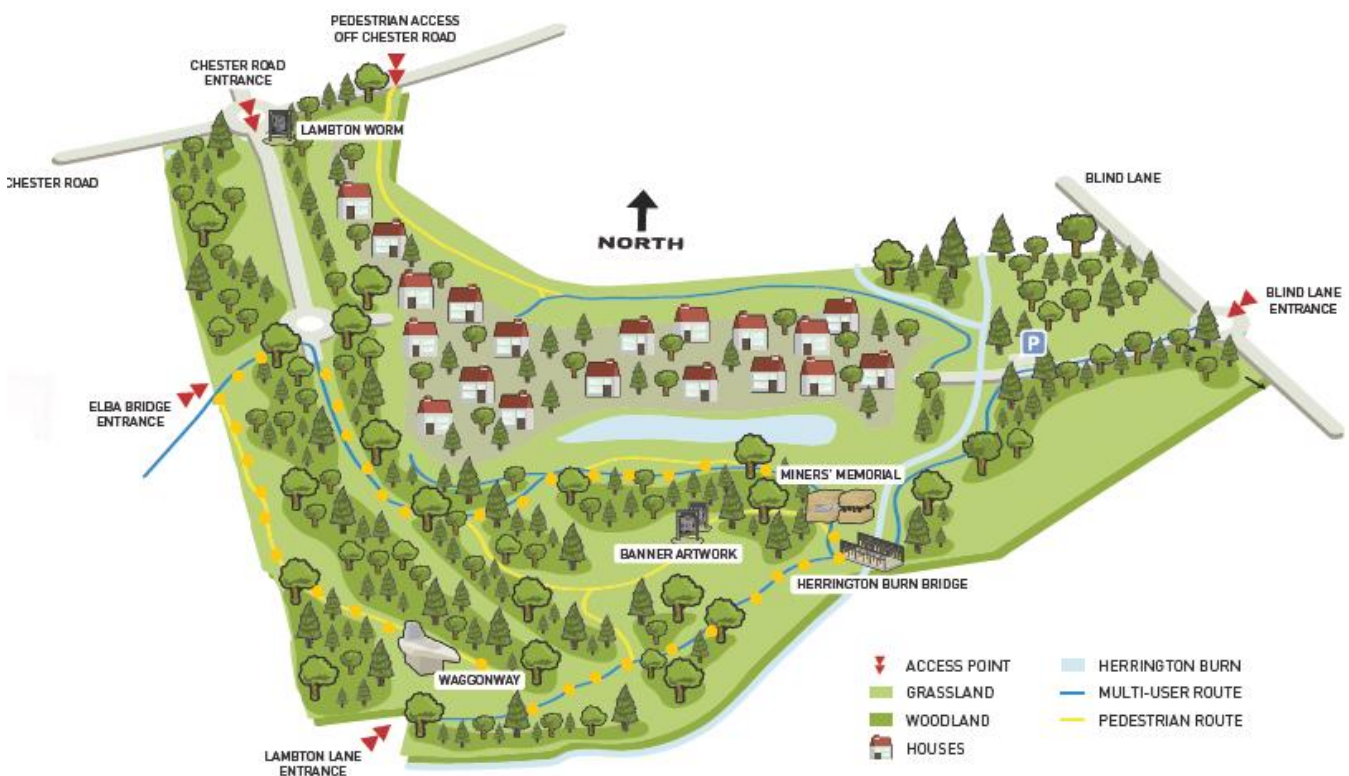 PEDESTRIAN ACCESS
OFF CHESTER ROAD
CHESTER ROAD
ENTRANCE
LAMBTON WORM
CHESTER ROAD
BLIND LANE
NORTH
BLIND LANE
ENTRANCE
P
ELBA BRIDGE
ENTRANCE
MINERS' MEMORIAL
BANNER ARTWORK
HERRINGTON BURN BRIDGE
WAGGONWAY
LAMBTON LANE
ENTRANCE
ACCESS POINT
GRASSLAND
WOODLAND
HOUSES
HERRINGTON BURN
MULTI-USER ROUTE
PEDESTRIAN ROUTE